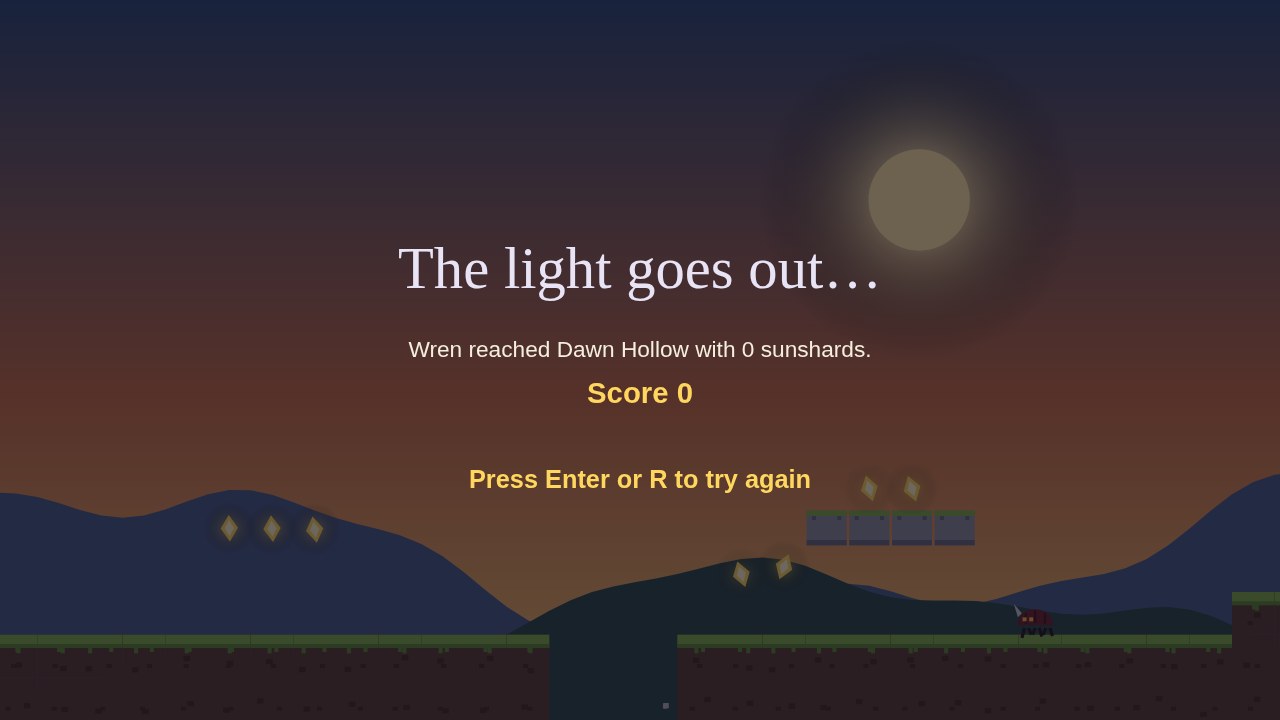 The light goes out…
Wren reached Dawn Hollow with 0 sunshards.
Score 0
Press Enter or R to try again